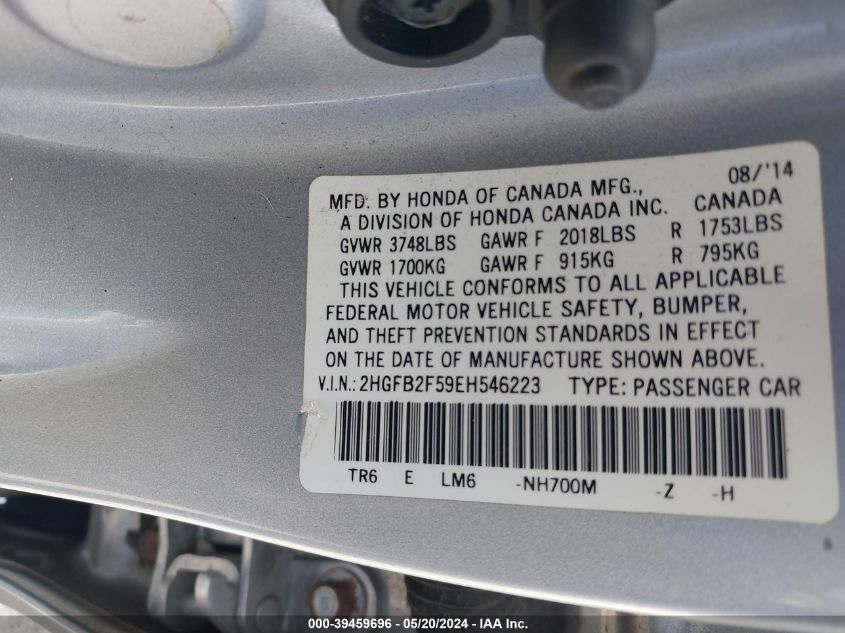 08/'14
MFD. BY HONDA OF CANADA MFG., CANADA
A DIVISION OF HONDA CANADA INC.
GVWR 3748LBS GAWR F 2018LBS R 1753LBS
GVWR 1700KG GAWR F 915KG R 795KG
THIS VEHICLE CONFORMS TO ALL APPLICABLE
FEDERAL MOTOR VEHICLE SAFETY, BUMPER,
AND THEFT PREVENTION STANDARDS IN EFFECT
ON THE DATE OF MANUFACTURE SHOWN ABOVE.
V.I.N.: 2HGFB2F59EH546223 TYPE: PASSENGER CAR
TR6 E LM6 -NH700M -Z -H
000-39459696 - 05/20/2024 - IAA, Inc.